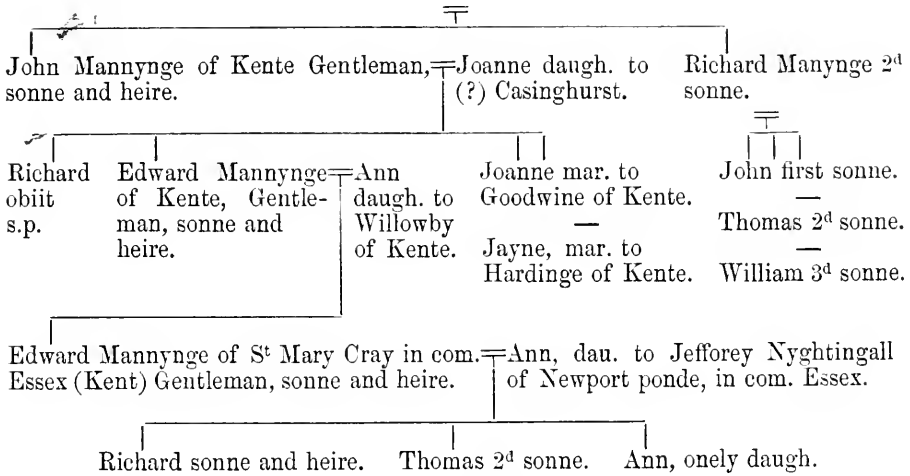 John Mannynge of Kente Gentleman,
sonne and heire.
Joanne daugh. to
(?) Casinghurst.
Richard Manynge 2d
sonne.
Richard
obiit
s.p.
Edward Mannynge
of Kente, Gentle-
man, sonne and
heire.
Ann
daugh. to
Willowby
of Kente.
Joanne mar. to
Goodwine of Kente.
—
Jayne, mar. to
Hardinge of Kente.
John first sonne.
—
Thomas 2d sonne.
—
William 3d sonne.
Edward Mannynge of St Mary Cray in com.
Essex (Kent) Gentleman, sonne and heire.
Ann, dau. to Jefforey Nyghtingall
of Newport ponde, in com. Essex.
Richard sonne and heire.
Thomas 2d sonne.
Ann, onely daugh.